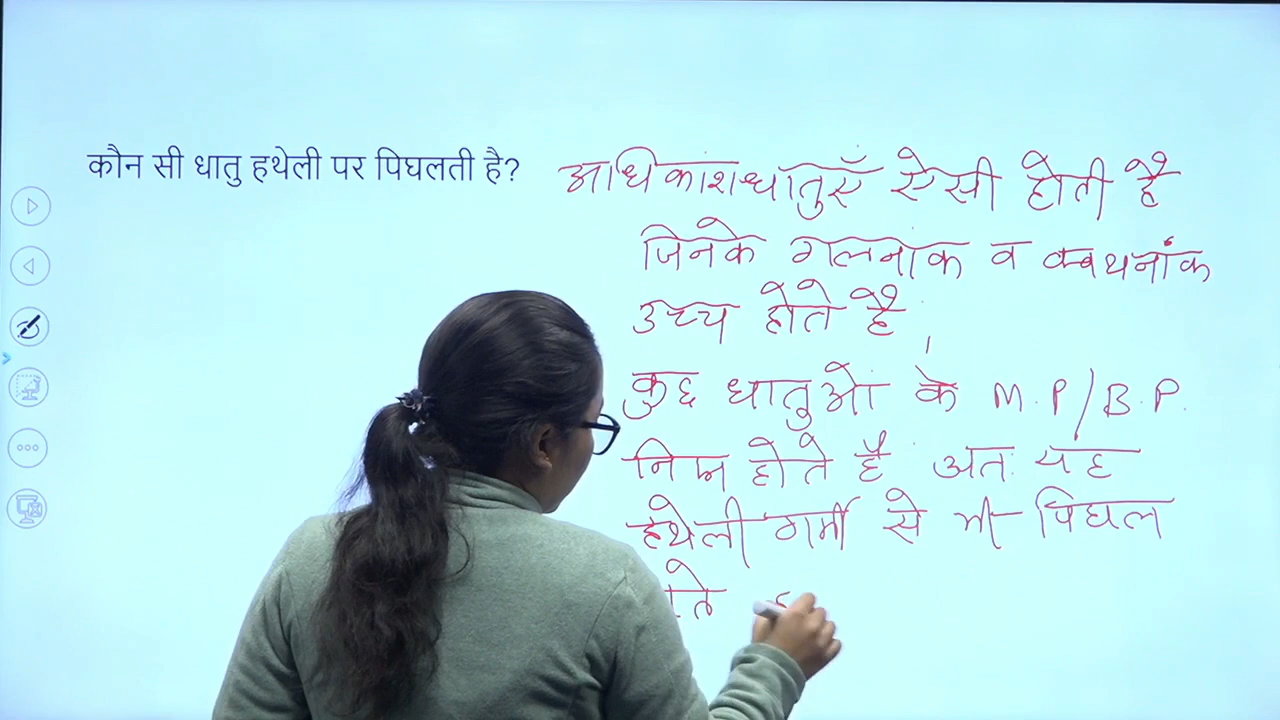 कौन सी धातु हथेली पर पिघलती है?
अधिकांश धातुएँ ऐसी होती है
जिनके गलनांक व क्वथनांक
उच्च होते है,
कुछ धातुओं के M.P/B.P.
निम्न होते है अतः यह
हथेली गर्मी से भी पिघल